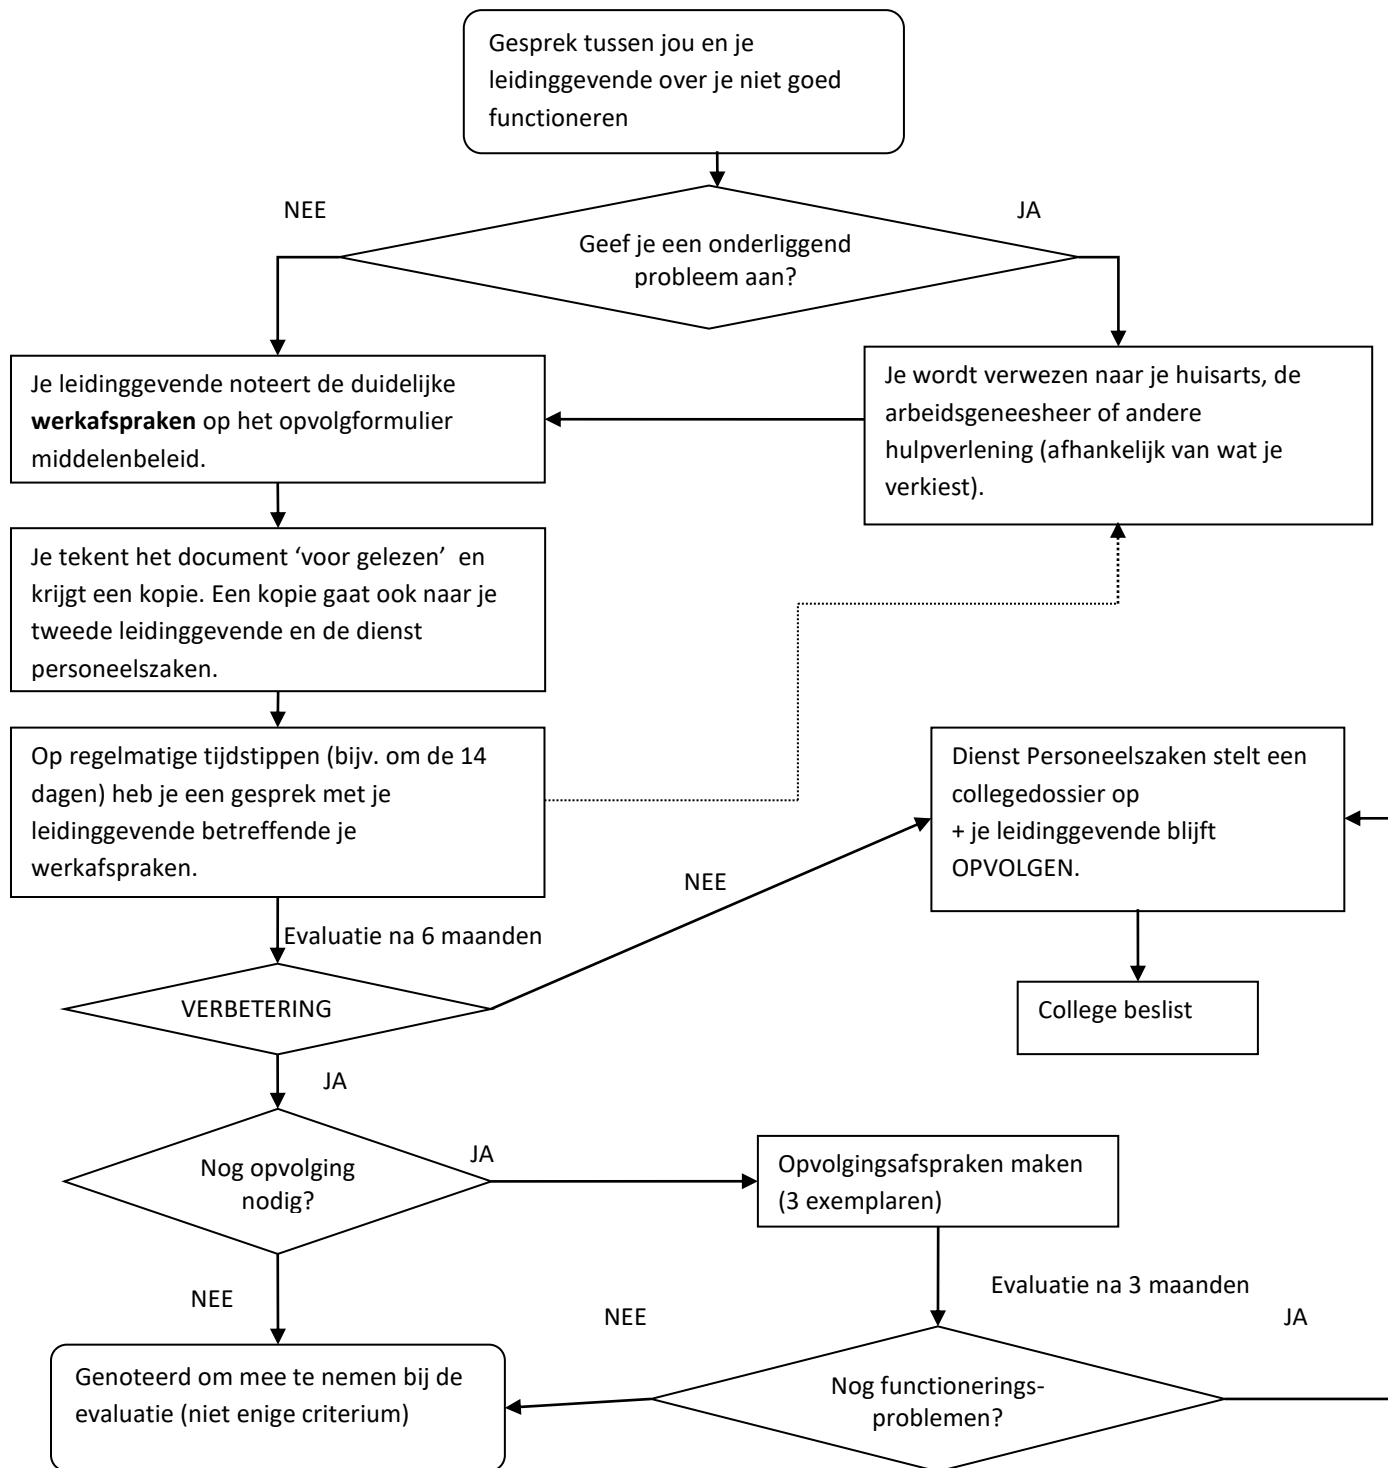 Gesprek tussen jou en je
leidinggevende over je niet goed
functioneren
NEE
JA
Geef je een onderliggend
probleem aan?
Je leidinggevende noteert de duidelijke
werkafspraken op het opvolgformulier
middelenbeleid.
Je wordt verwezen naar je huisarts, de
arbeidsgeneesheer of andere
hulpverlening (afhankelijk van wat je
verkiest).
Je tekent het document ‘voor gelezen’ en
krijgt een kopie. Een kopie gaat ook naar je
tweede leidinggevende en de dienst
personeelszaken.
Op regelmatige tijdstippen (bijv. om de 14
dagen) heb je een gesprek met je
leidinggevende betreffende je
werkafspraken.
Dienst Personeelszaken stelt een
collegedossier op
+ je leidinggevende blijft
OPVOLGEN.
NEE
Evaluatie na 6 maanden
VERBETERING
College beslist
JA
Nog opvolging
nodig?
JA
Opvolgingsafspraken maken
(3 exemplaren)
NEE
Evaluatie na 3 maanden
NEE
JA
Genoteerd om mee te nemen bij de
evaluatie (niet enige criterium)
Nog functionerings-
problemen?